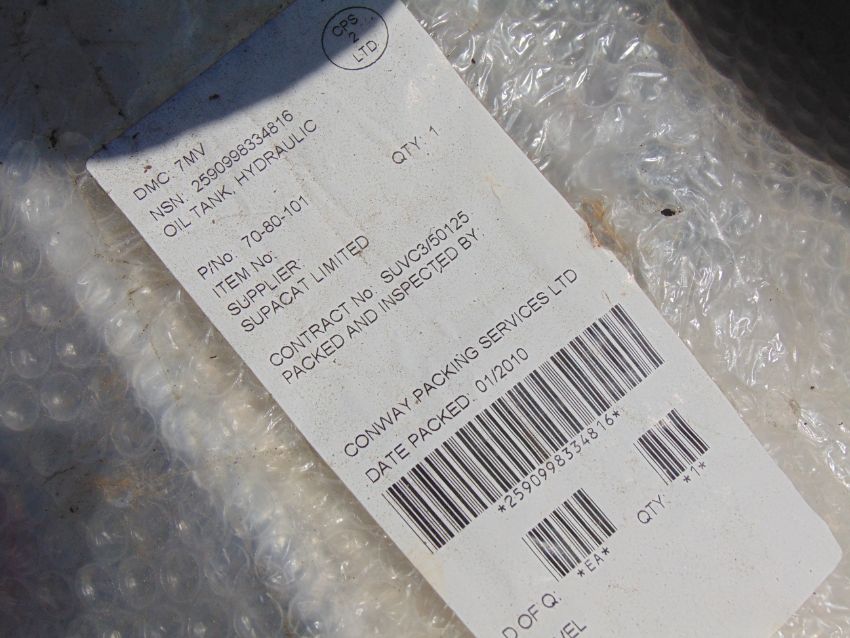 CPS
2
LTD
DMC: 7MV
NSN: 2590998334816
OIL TANK, HYDRAULIC
QTY: 1
P/No: 70-80-101
ITEM No:
SUPPLIER:
SUPACAT LIMITED
CONTRACT No: SUVC3/50125
PACKED AND INSPECTED BY:
CONWAY PACKING SERVICES LTD
DATE PACKED: 01/2010
*2590998334816*
QTY: *1*
D OF Q: *EA*
VEL